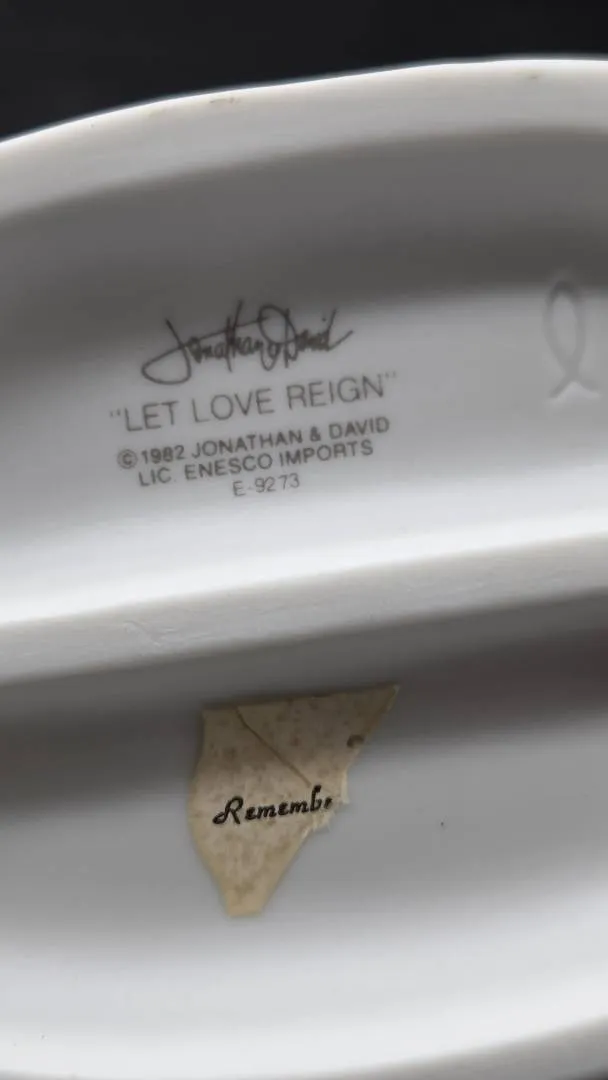 Jonathan & David
"LET LOVE REIGN"
©1982 JONATHAN & DAVID
LIC. ENESCO IMPORTS
E-9273
Remembe